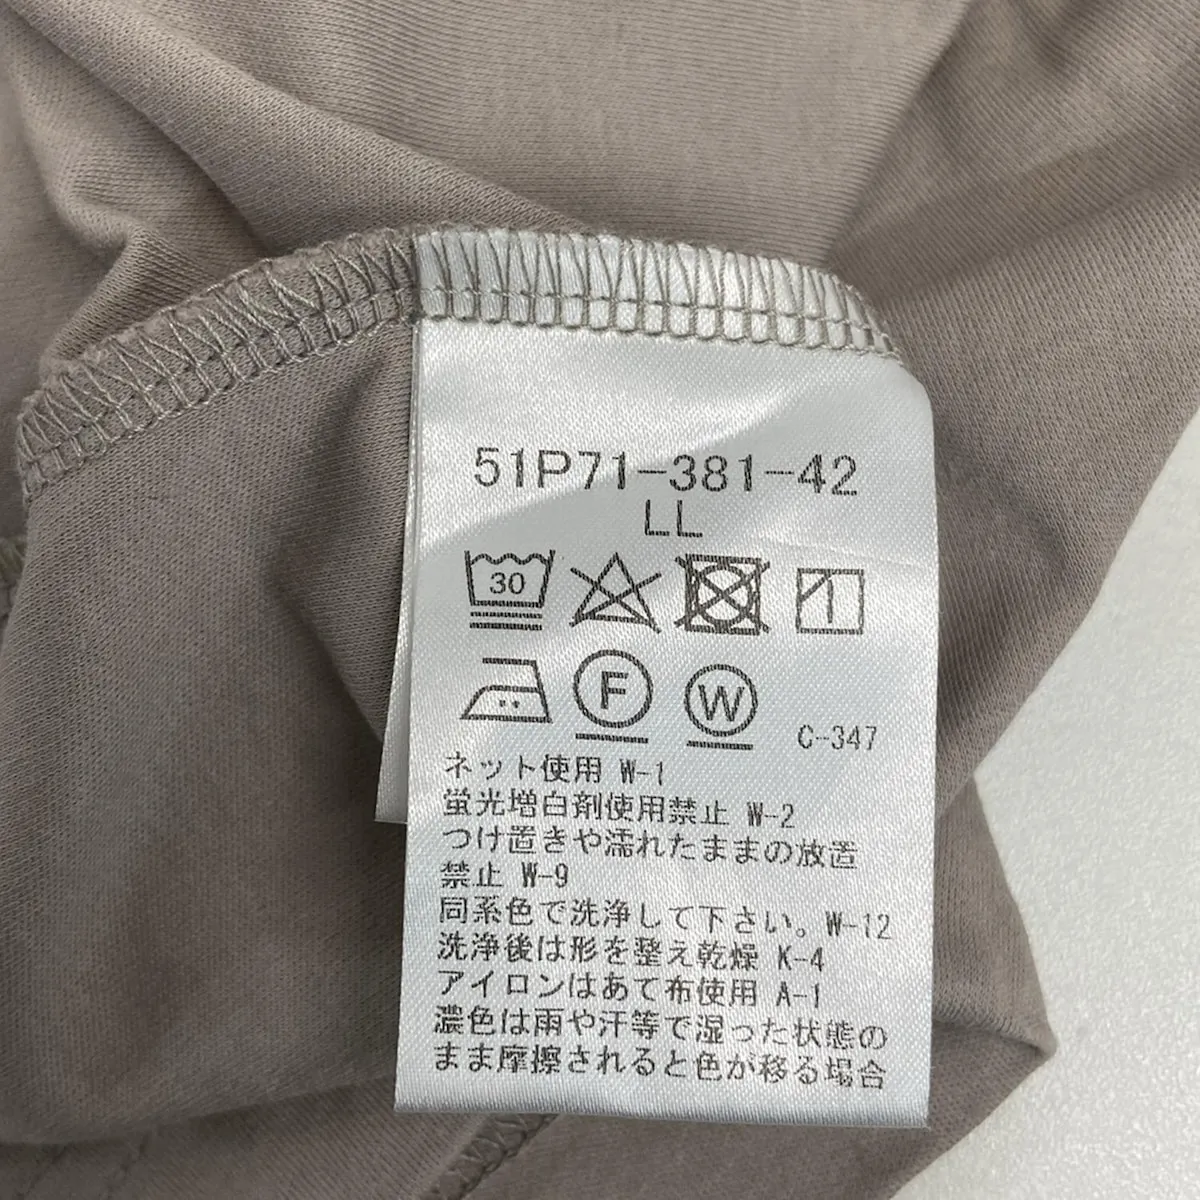 51P71-381-42
LL
30
F W C-347
ネット使用 W-1
蛍光増白剤使用禁止 W-2
つけ置きや濡れたままの放置
禁止 W-9
同系色で洗浄して下さい。W-12
洗浄後は形を整え乾燥 K-4
アイロンはあて布使用 A-1
濃色は雨や汗等で湿った状態の
まま摩擦されると色が移る場合